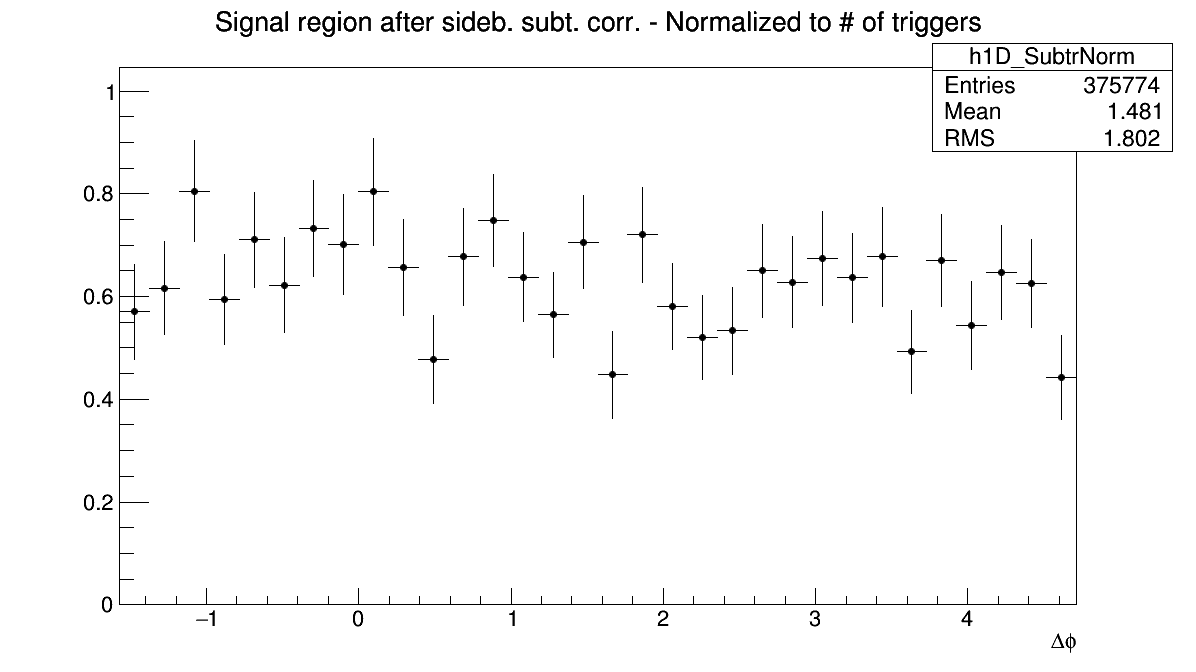 Signal region after sideb. subt. corr. - Normalized to # of triggers
h1D_SubtrNorm
Entries 375774
Mean 1.481
RMS 1.802
1
0.8
0.6
0.4
0.2
0
−1 0 1 2 3 4
Δϕ